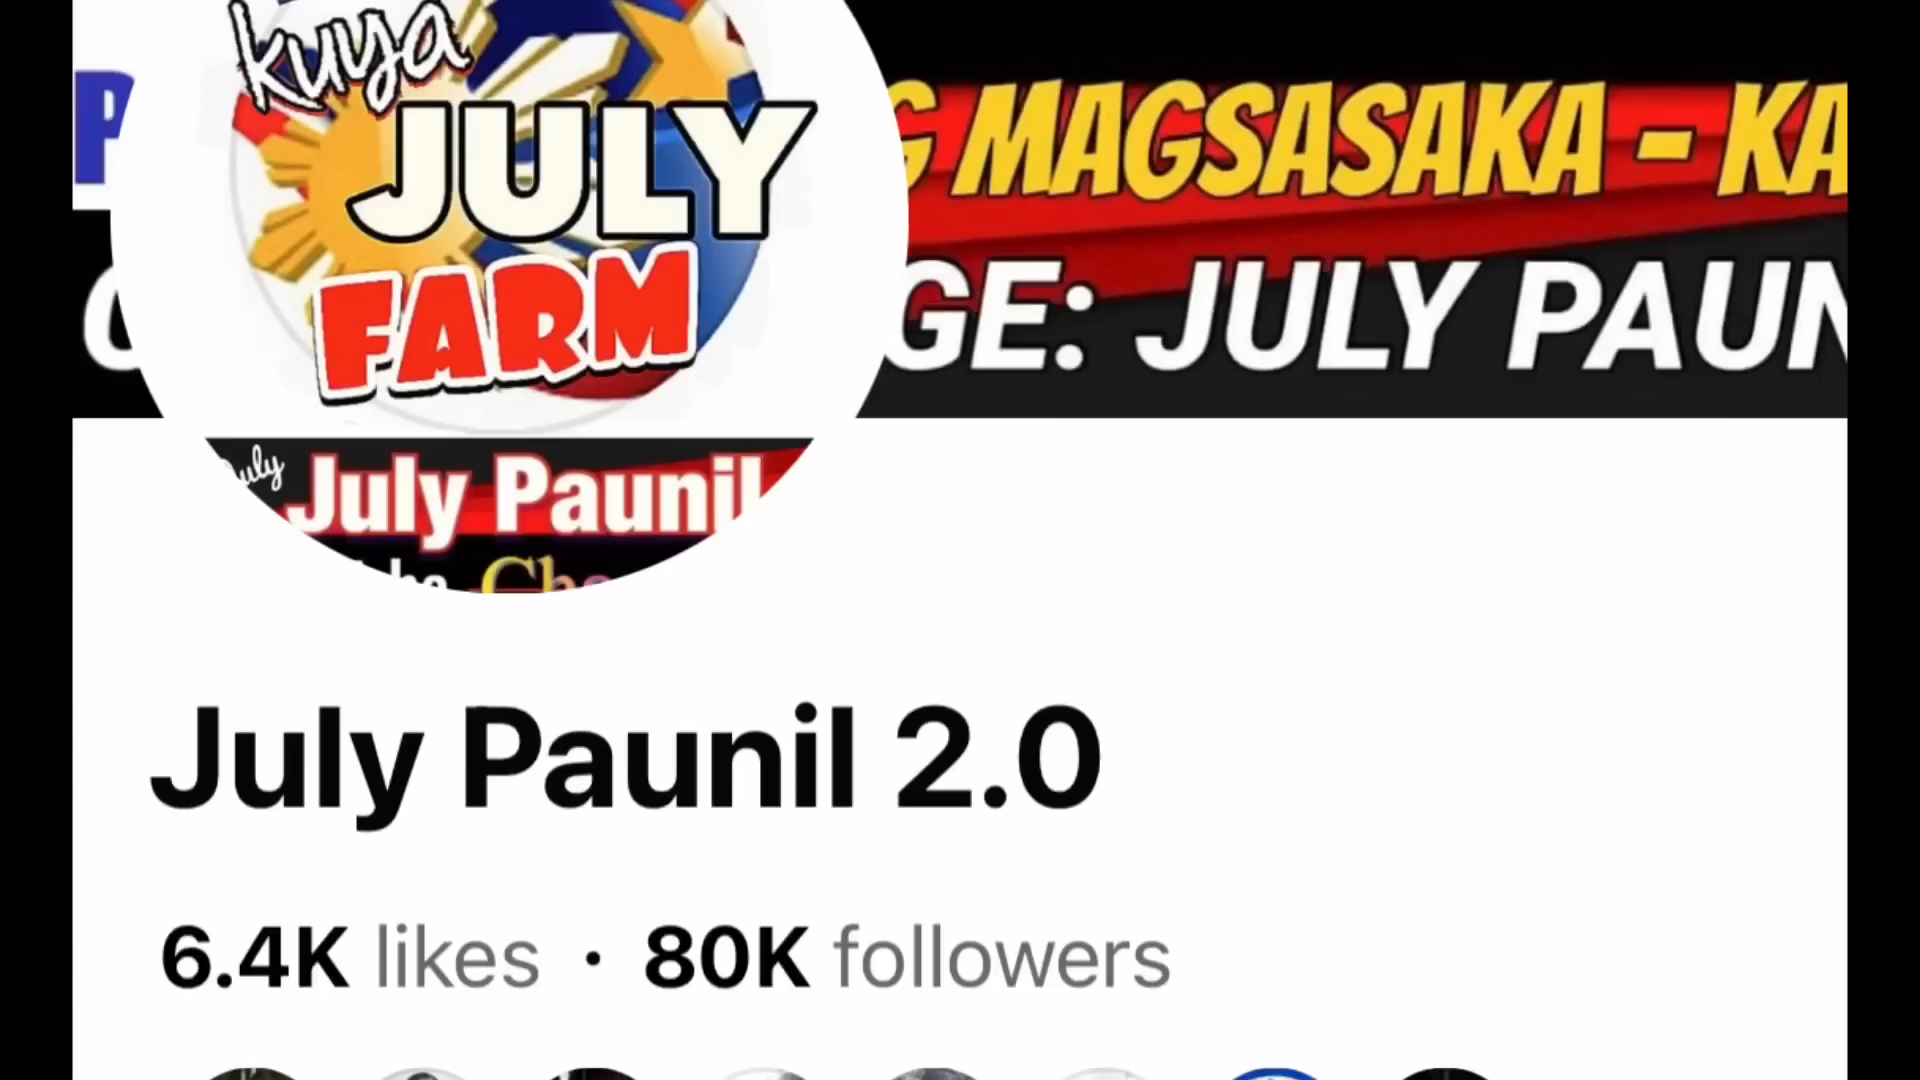 kuya
JULY
FARM
MAGSASAKA - KA
GE: JULY PAUN
July
July Paunil
July Paunil 2.0
6.4K likes · 80K followers